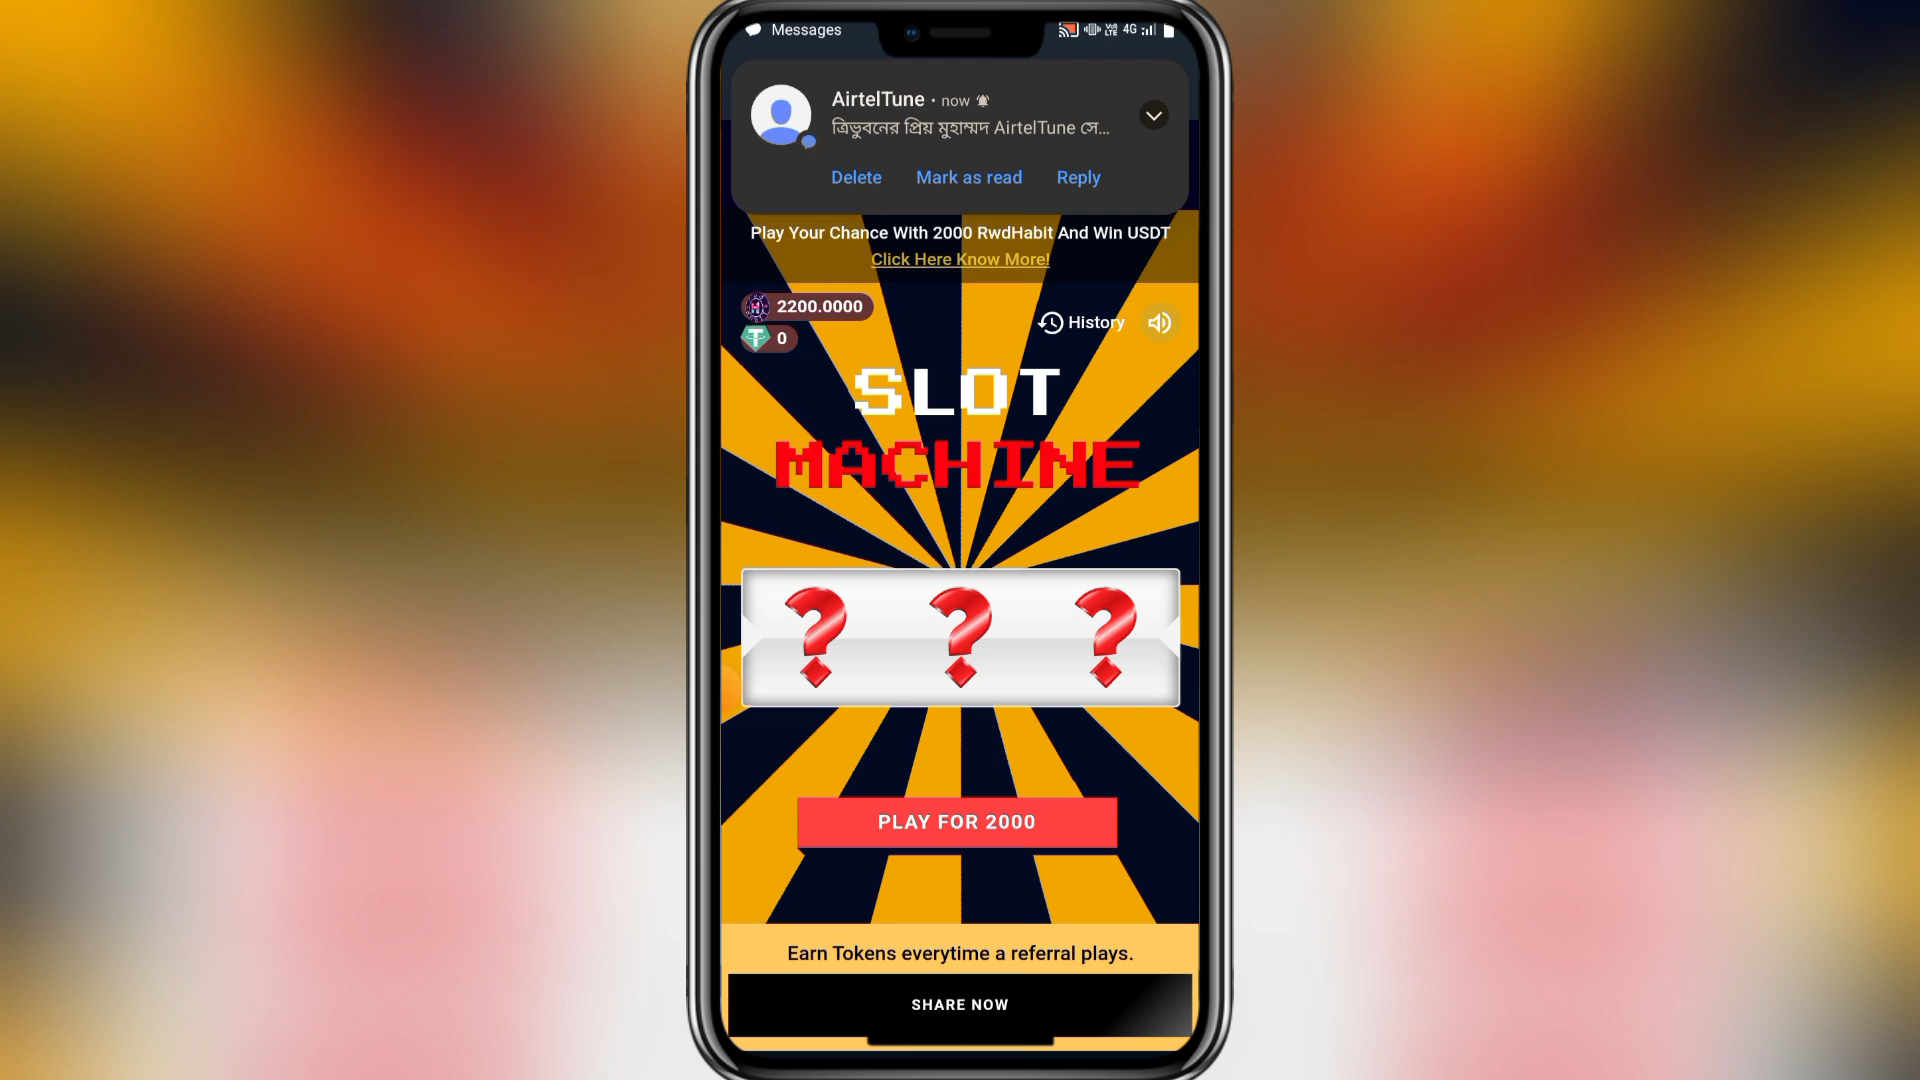 Messages
4G
AirtelTune • now
ত্রিভুবনের প্রিয় মুহাম্মদ AirtelTune সে...
Delete Mark as read Reply
Play Your Chance With 2000 RwdHabit And Win USDT
Click Here Know More!
2200.0000
0
History
SLOT
MACHINE
? ? ?
PLAY FOR 2000
Earn Tokens everytime a referral plays.
SHARE NOW